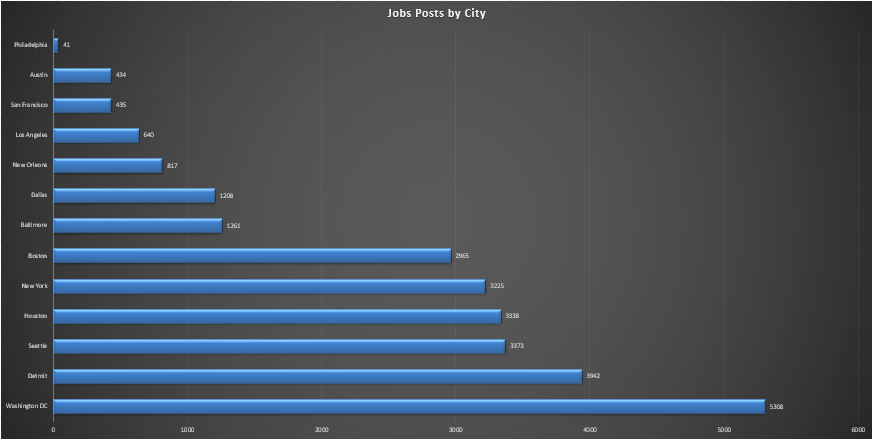 Jobs Posts by City
Philadelphia 41
Austin 434
San Francisco 435
Los Angeles 640
New Orleons 817
Dallas 1208
Baltimore 1261
Boston 2965
New York 3225
Houston 3338
Seattle 3373
Detroit 3942
Washington DC 5308
0 1000 2000 3000 4000 5000 6000